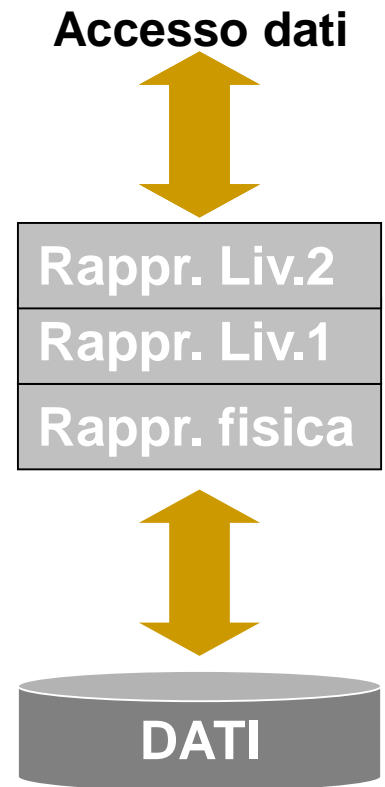 Accesso dati
Rappr. Liv.2
Rappr. Liv.1
Rappr. fisica
DATI